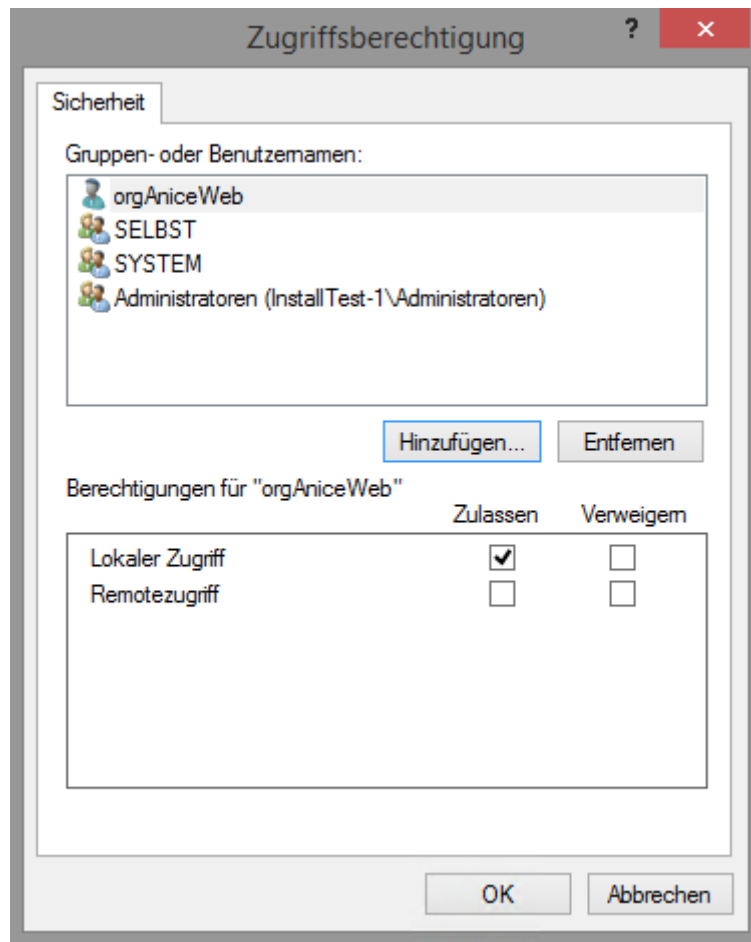 Zugriffsberechtigung ?
Sicherheit
Gruppen- oder Benutzernamen:
orgAniceWeb
SELBST
SYSTEM
Administratoren (InstallTest-1\Administratoren)
Hinzufügen... Entfernen
Berechtigungen für "orgAniceWeb"
Zulassen Verweigern
Lokaler Zugriff
Remotezugriff
OK Abbrechen